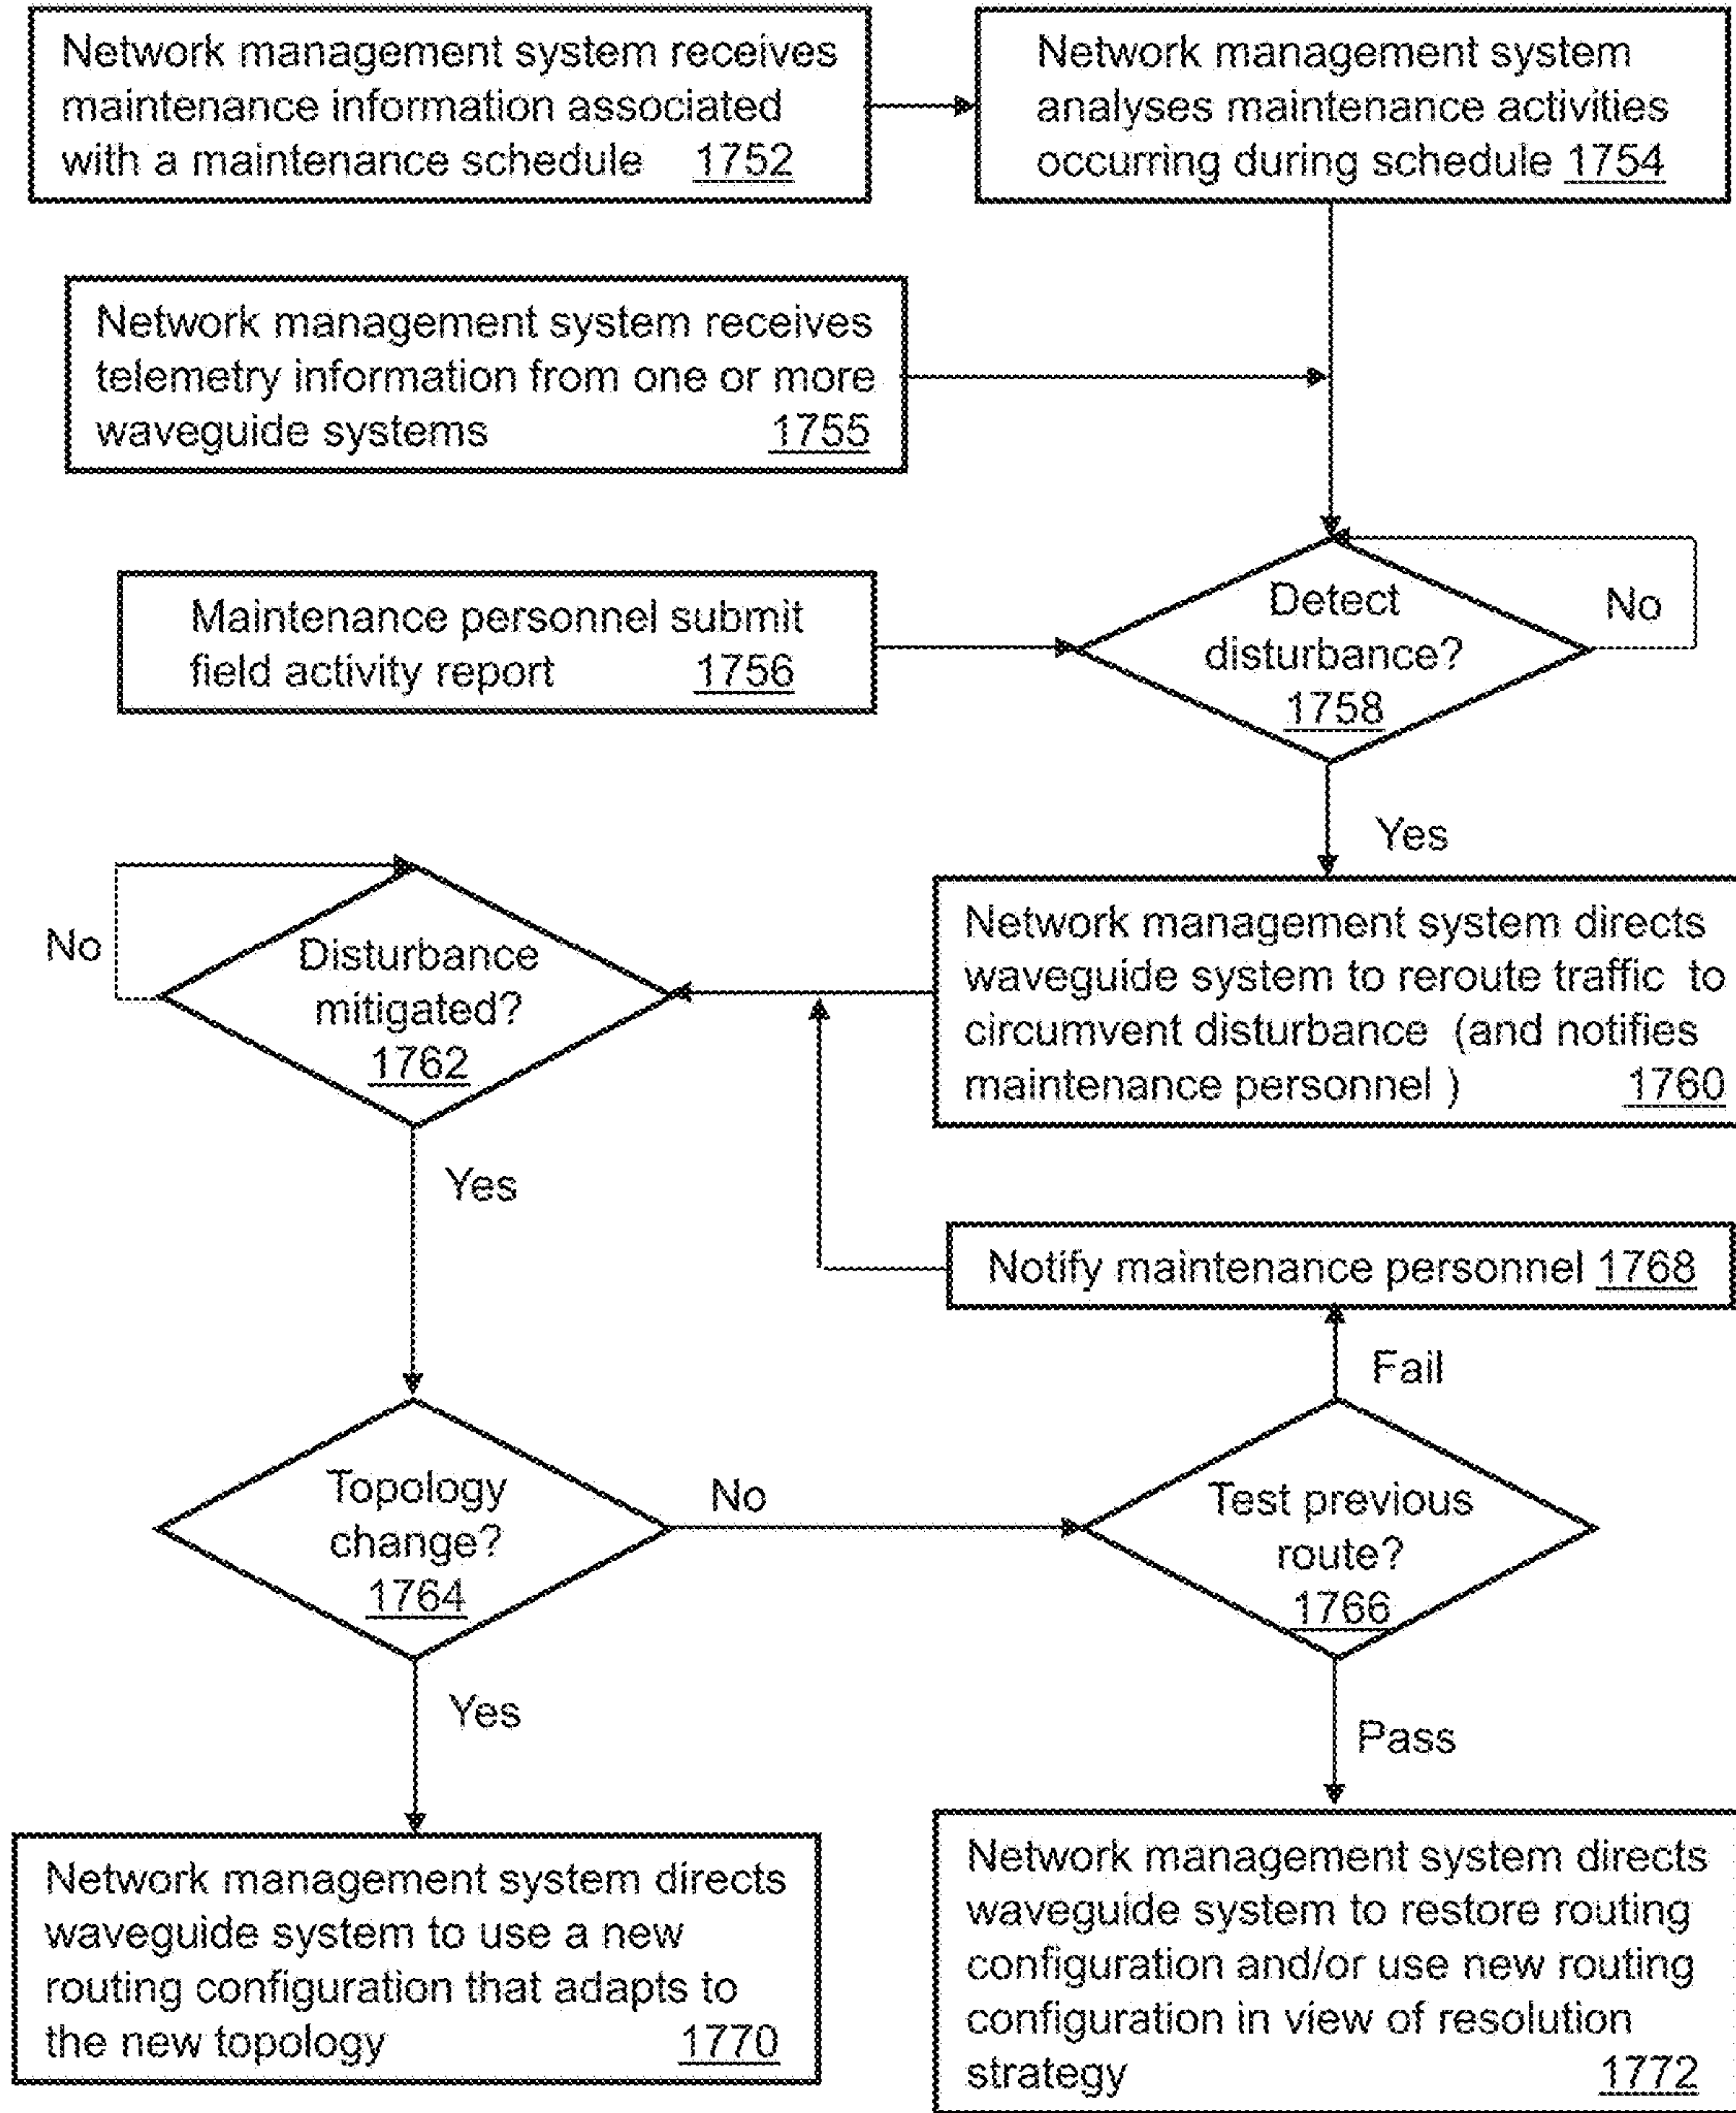 Network management system receives
maintenance information associated
with a maintenance schedule 1752
Network management system
analyses maintenance activities
occurring during schedule 1754
Network management system receives
telemetry information from one or more
waveguide systems 1755
Maintenance personnel submit
field activity report 1756
Detect
disturbance?
1758
No
Yes
Network management system directs
waveguide system to reroute traffic to
circumvent disturbance (and notifies
maintenance personnel ) 1760
No
Disturbance
mitigated?
1762
Yes
Notify maintenance personnel 1768
Fail
Topology
change?
1764
No
Test previous
route?
1766
Yes
Pass
Network management system directs
waveguide system to use a new
routing configuration that adapts to
the new topology 1770
Network management system directs
waveguide system to restore routing
configuration and/or use new routing
configuration in view of resolution
strategy 1772